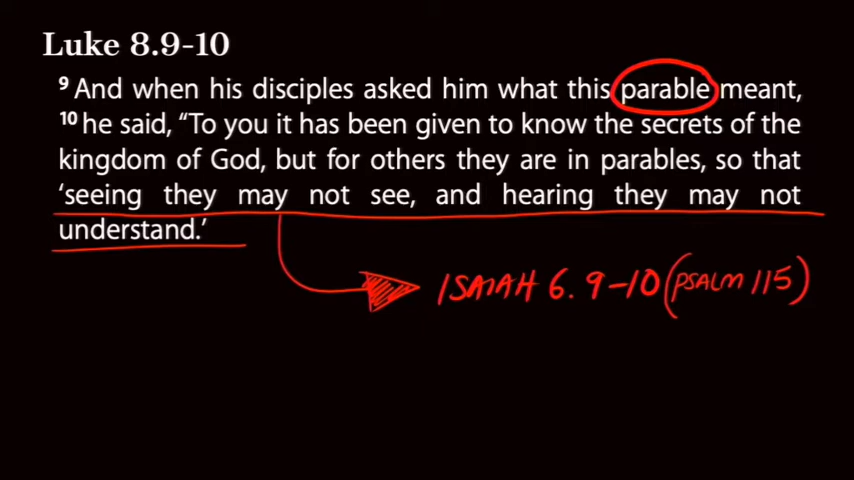 Luke 8.9-10
9 And when his disciples asked him what this parable meant,
10 he said, “To you it has been given to know the secrets of the
kingdom of God, but for others they are in parables, so that
‘seeing they may not see, and hearing they may not
understand.’
ISAIAH 6.9-10 (PSALM 115)